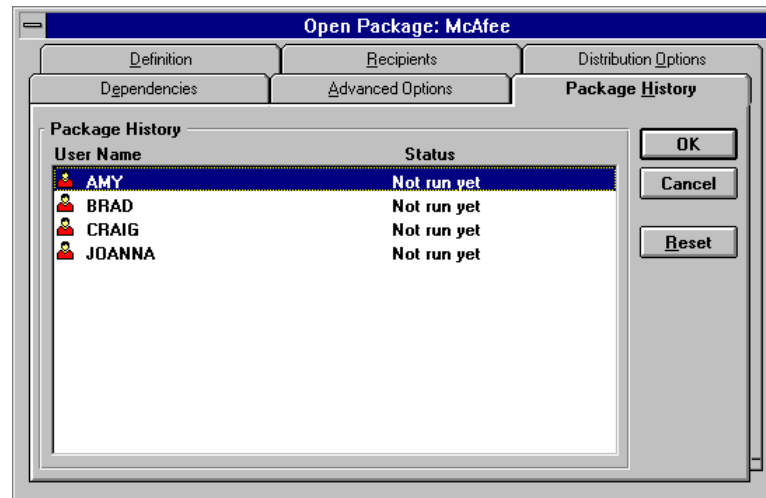 Open Package: McAfee
Definition Recipients Distribution Options
Dependencies Advanced Options Package History
Package History
User Name Status
AMY Not run yet
BRAD Not run yet
CRAIG Not run yet
JOANNA Not run yet
OK
Cancel
Reset